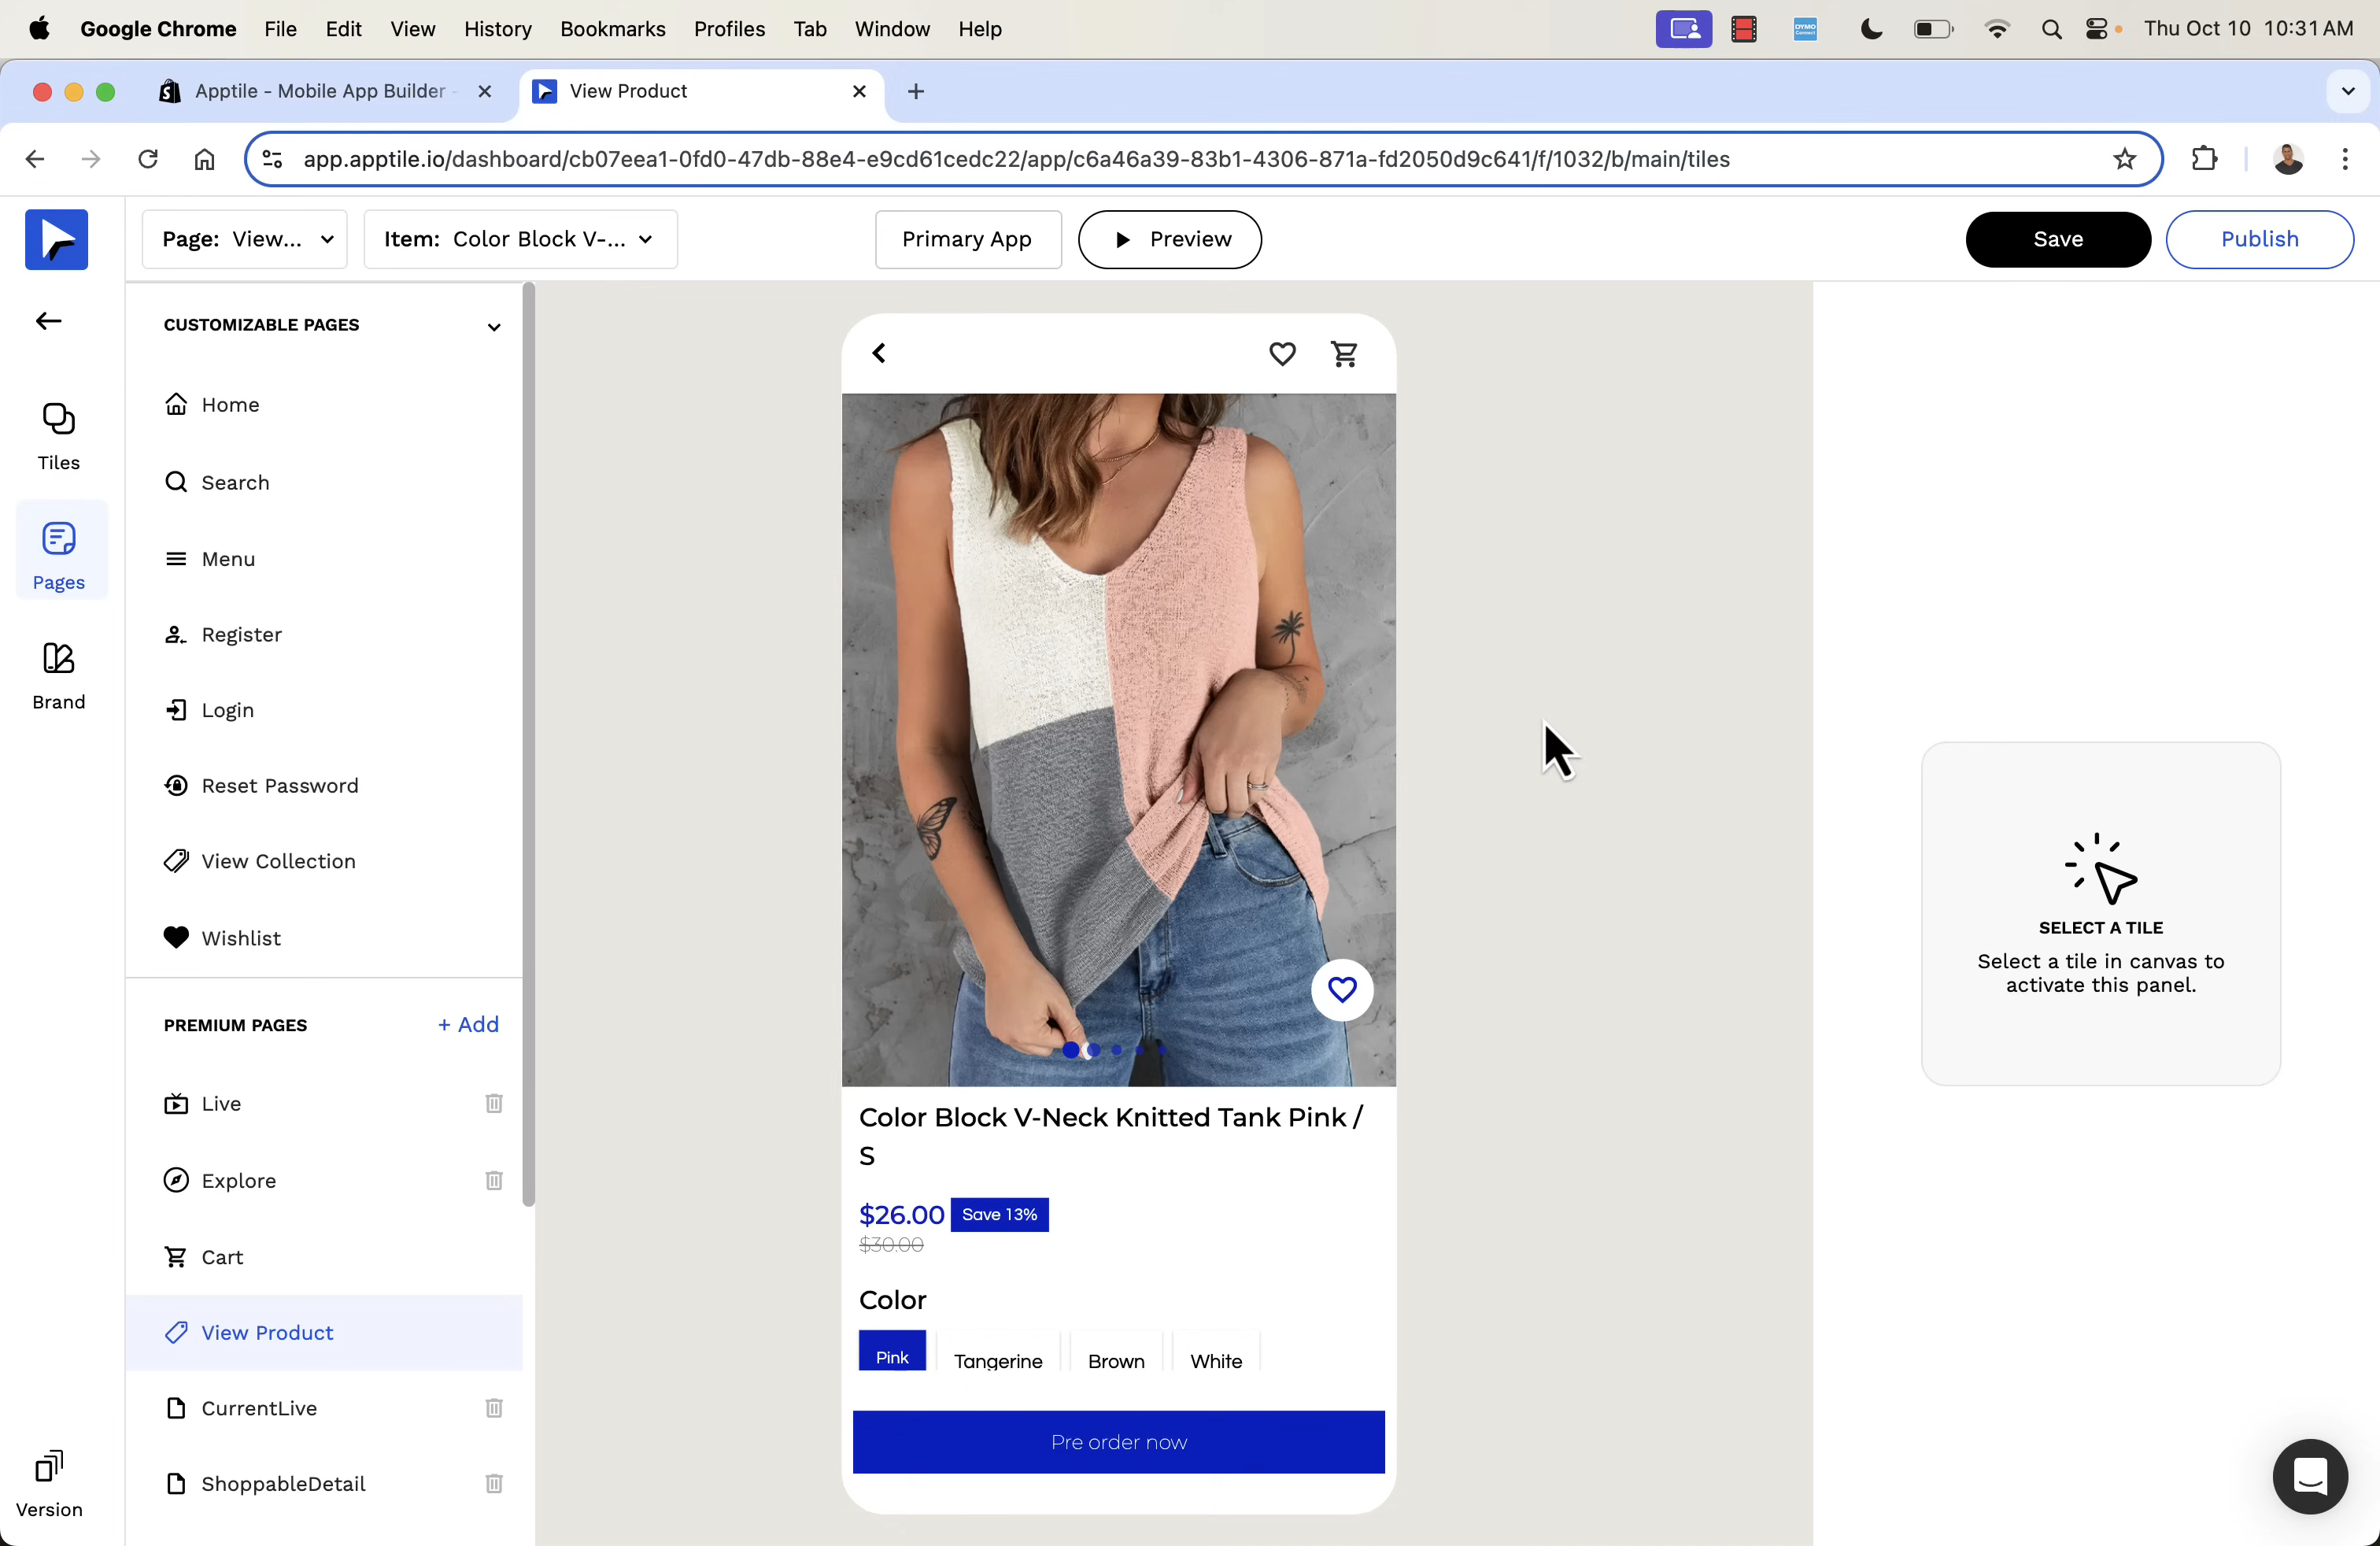 Google Chrome File Edit View History Bookmarks Profiles Tab Window Help DYMO Thu Oct 10 10:31 AM
Apptile - Mobile App Builder - View Product
app.apptile.io/dashboard/cb07eea1-0fd0-47db-88e4-e9cd61cedc22/app/c6a46a39-83b1-4306-871a-fd2050d9c641/f/1032/b/main/tiles
Page: View... Item: Color Block V-... Primary App Preview Save Publish
Tiles
Pages
Brand
Version
CUSTOMIZABLE PAGES
Home
Search
Menu
Register
Login
Reset Password
View Collection
Wishlist
PREMIUM PAGES + Add
Live
Explore
Cart
View Product
CurrentLive
ShoppableDetail
Color Block V-Neck Knitted Tank Pink /
S
$26.00 Save 13%
$30.00
Color
Pink Tangerine Brown White
Pre order now
SELECT A TILE
Select a tile in canvas to
activate this panel.